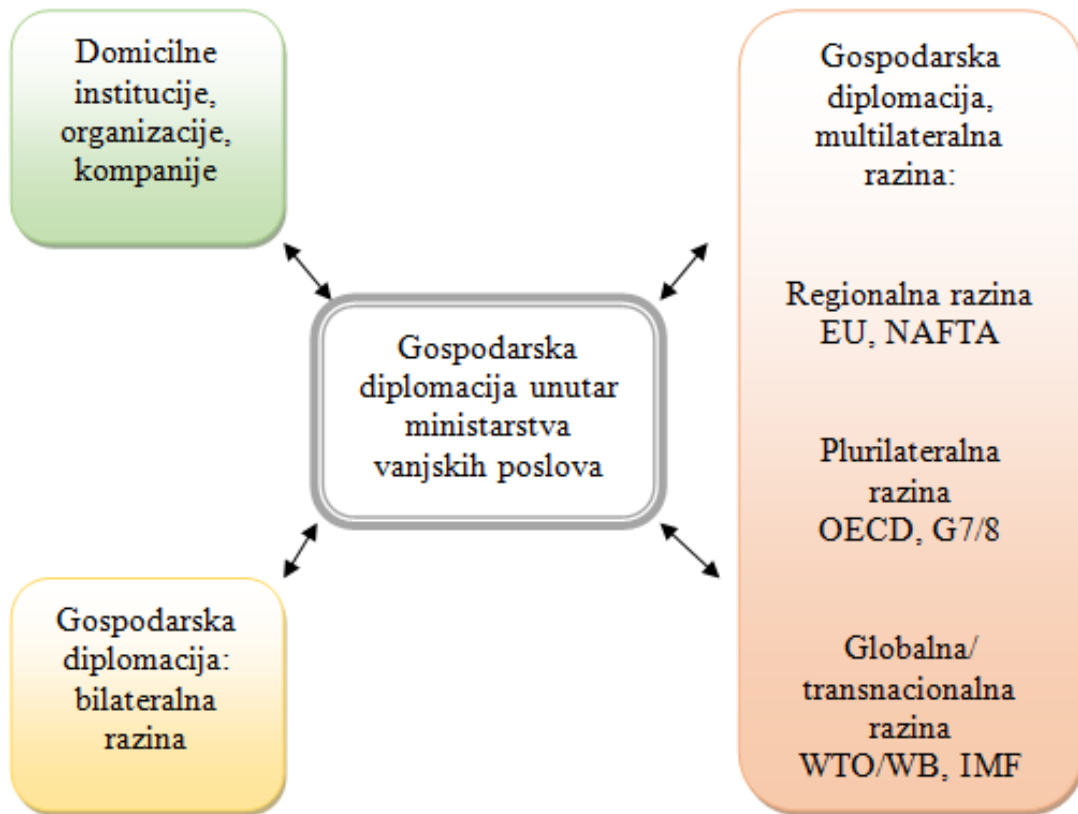 Domicilne
institucije,
organizacije,
kompanije
Gospodarska
diplomacija unutar
ministarstva
vanjskih poslova
Gospodarska
diplomacija:
bilateralna
razina
Gospodarska
diplomacija,
multilateralna
razina:
Regionalna razina
EU, NAFTA
Plurilateralna
razina
OECD, G7/8
Globalna/
transnacionalna
razina
WTO/WB, IMF